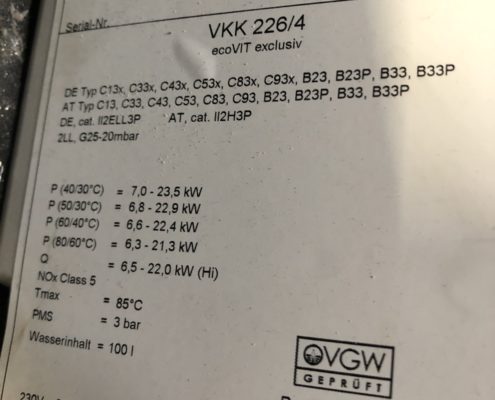 Serial-Nr.
VKK 226/4
ecoVIT exclusiv
DE Typ C13x, C33x, C43x, C53x, C83x, C93x, B23, B23P, B33, B33P
AT Typ C13, C33, C43, C53, C83, C93, B23, B23P, B33, B33P
DE, cat. II2ELL3P AT, cat. II2H3P
2LL, G25-20mbar
P (40/30°C) = 7,0 - 23,5 kW
P (50/30°C) = 6,8 - 22,9 kW
P (60/40°C) = 6,6 - 22,4 kW
P (80/60°C) = 6,3 - 21,3 kW
Q = 6,5 - 22,0 kW (Hi)
NOx Class 5
Tmax = 85°C
PMS = 3 bar
Wasserinhalt = 100 l
DVGW
GEPRÜFT
230V